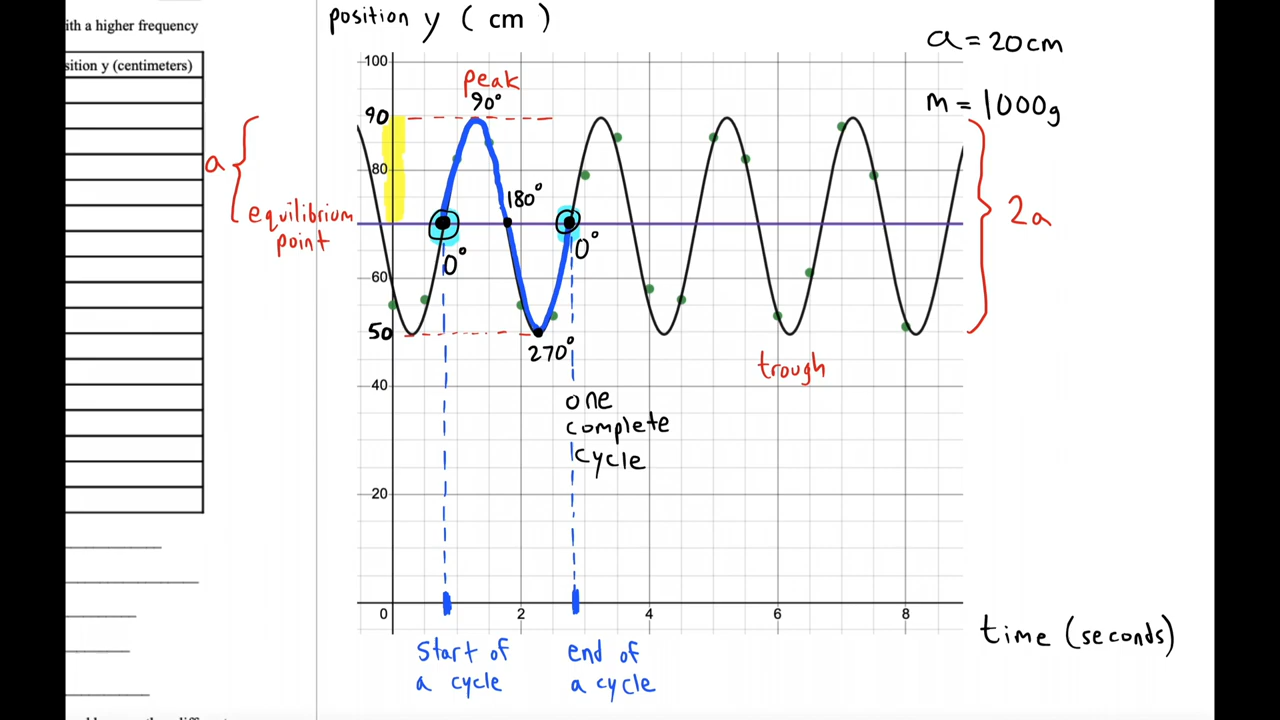 ith a higher frequency
sition y (centimeters)
position y ( cm )
a = 20cm
m = 1000g
100
90
80
60
50
40
20
0
2
4
6
8
peak
90°
a
equilibrium
point
180°
0°
0°
270°
2a
trough
one
complete
cycle
start of
a cycle
end of
a cycle
time (seconds)